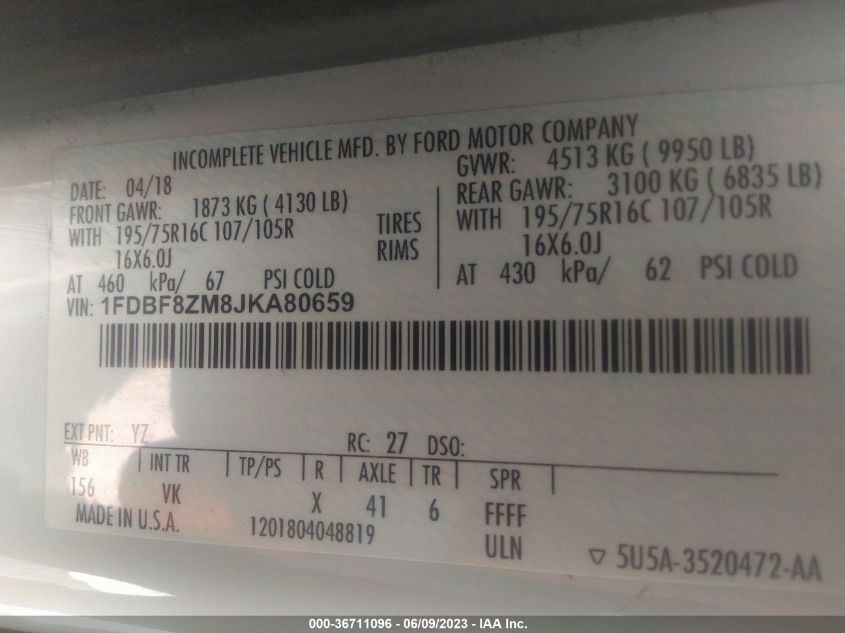 INCOMPLETE VEHICLE MFD. BY FORD MOTOR COMPANY
DATE: 04/18 GVWR: 4513 KG ( 9950 LB)
FRONT GAWR: 1873 KG ( 4130 LB) REAR GAWR: 3100 KG ( 6835 LB)
WITH 195/75R16C 107/105R TIRES WITH 195/75R16C 107/105R
16X6.0J RIMS 16X6.0J
AT 460 kPa/ 67 PSI COLD AT 430 kPa/ 62 PSI COLD
VIN: 1FDBF8ZM8JKA80659
EXT PNT: YZ RC: 27 DSO:
WB INT TR TP/PS R AXLE TR SPR
156 VK X 41 6 FFFF
MADE IN U.S.A. 1201804048819 ULN
5U5A-3520472-AA
000-36711096 - 06/09/2023 - IAA Inc.